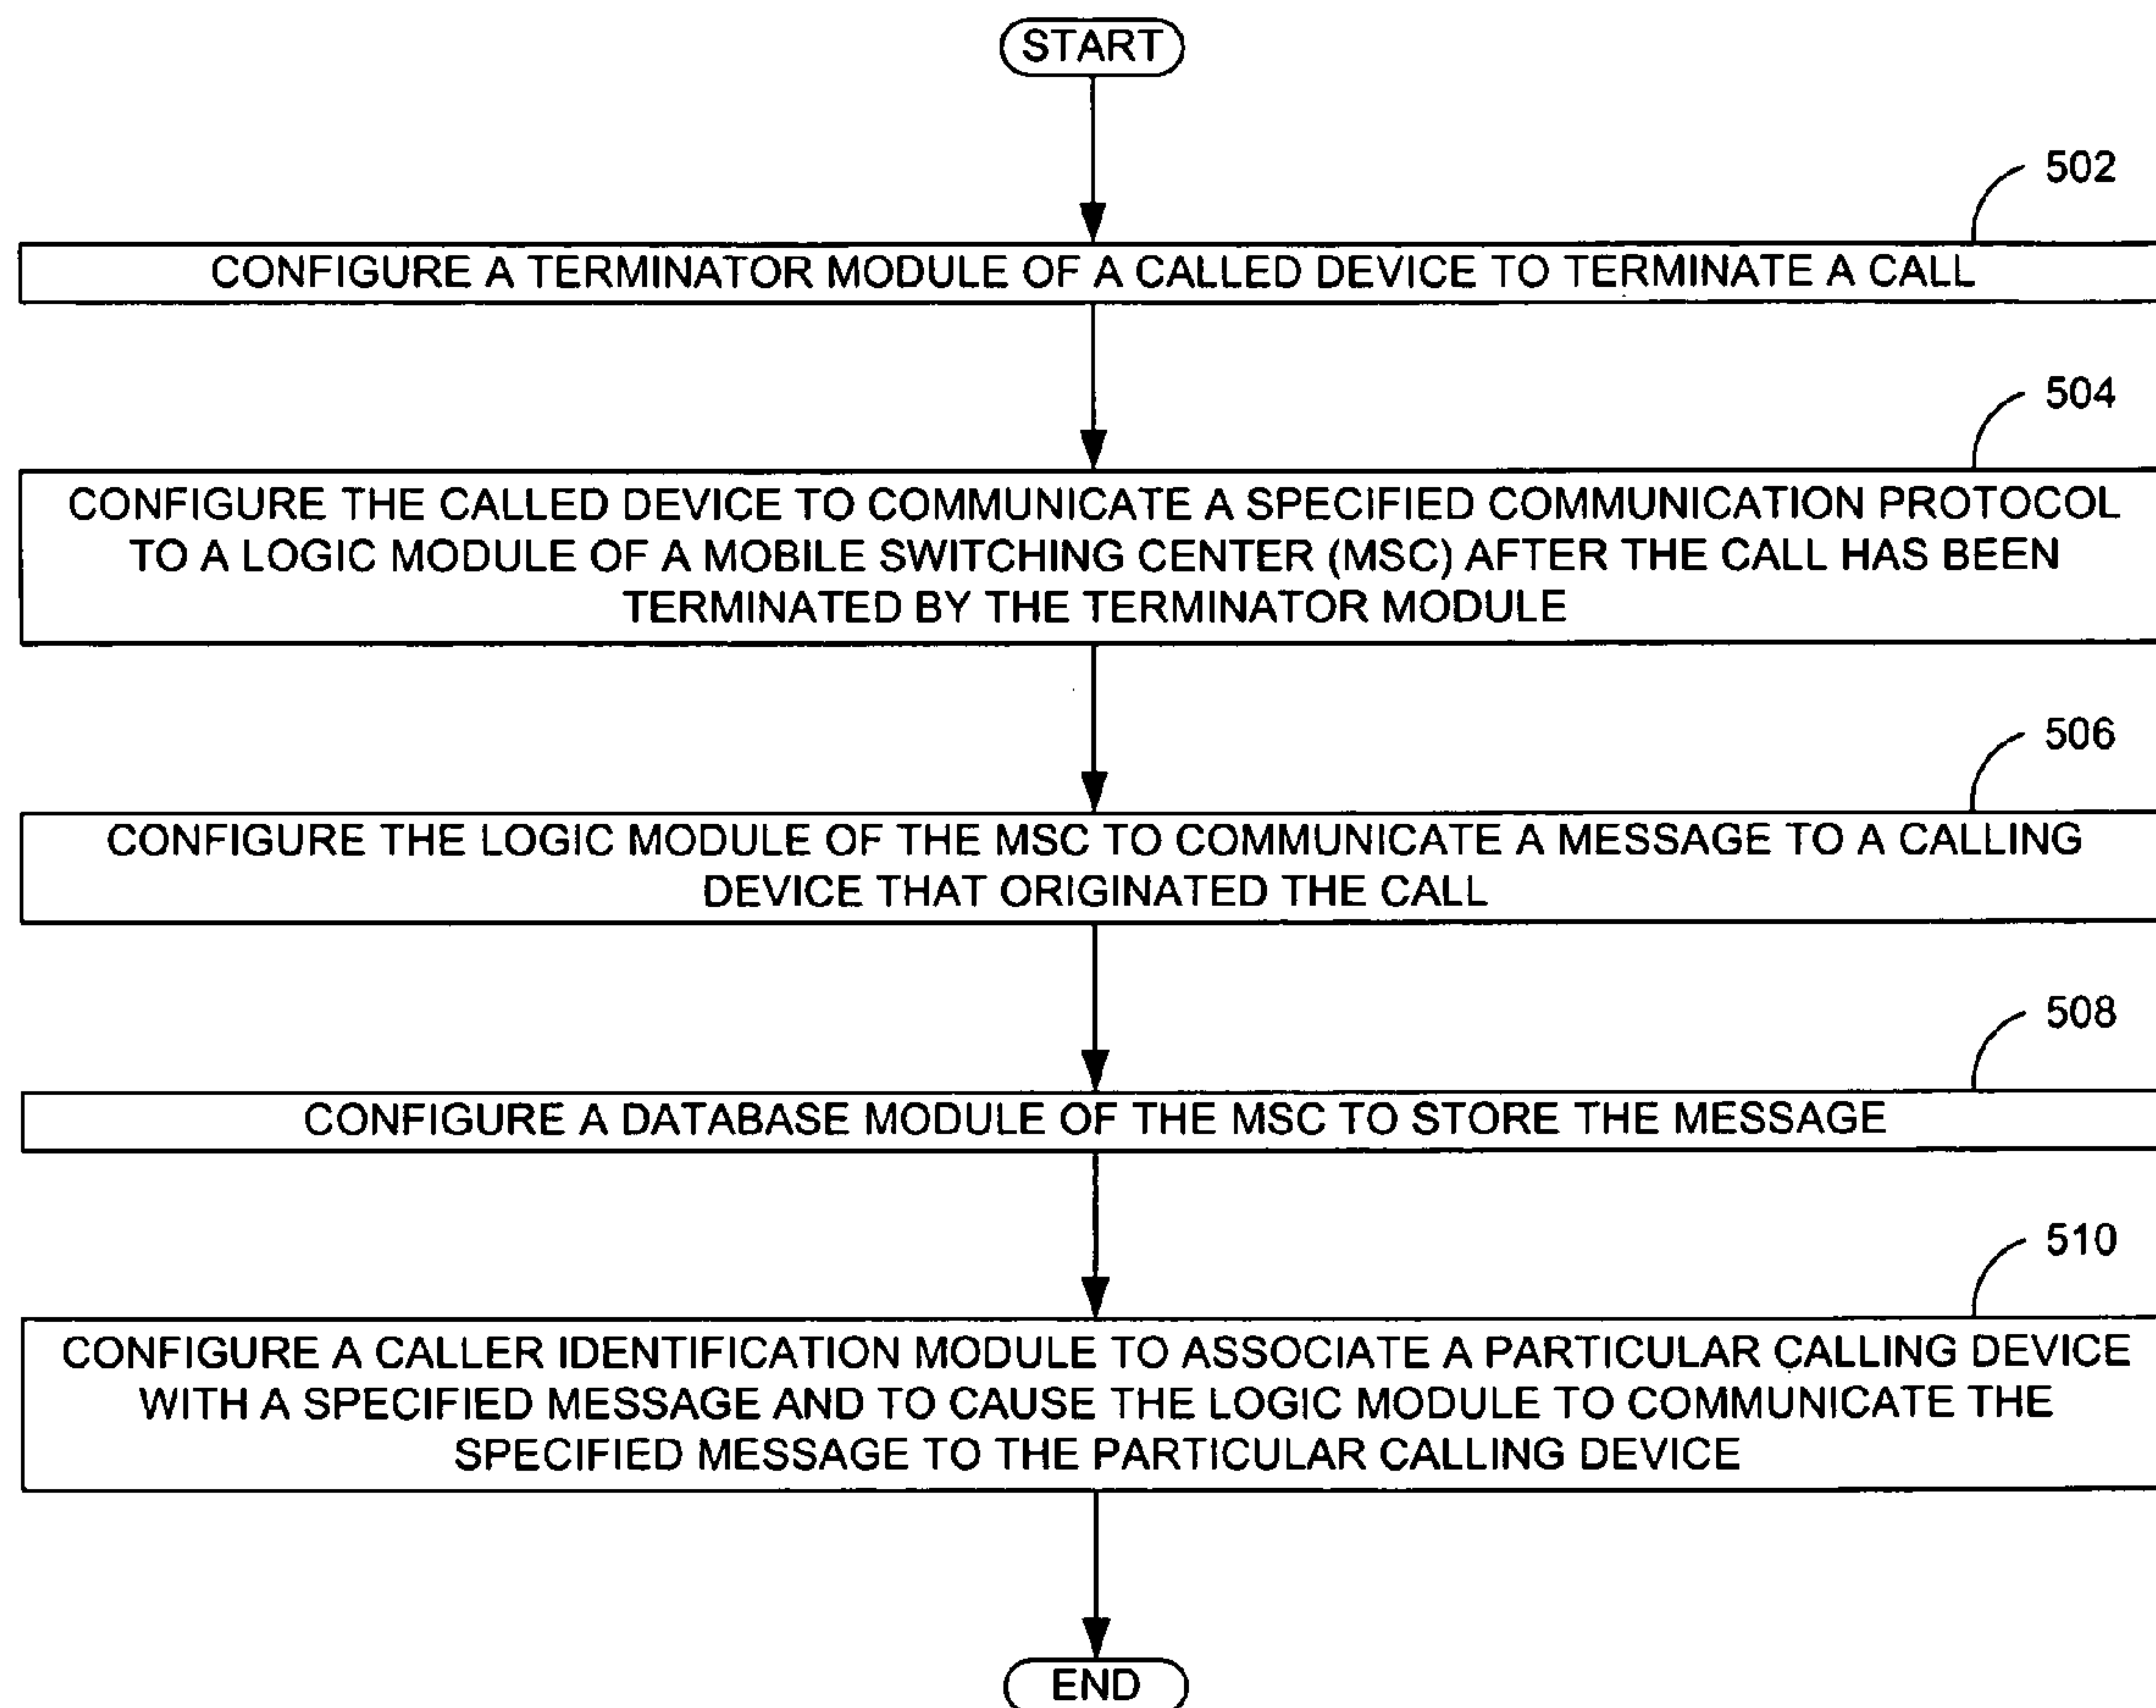 START
502
CONFIGURE A TERMINATOR MODULE OF A CALLED DEVICE TO TERMINATE A CALL
504
CONFIGURE THE CALLED DEVICE TO COMMUNICATE A SPECIFIED COMMUNICATION PROTOCOL
TO A LOGIC MODULE OF A MOBILE SWITCHING CENTER (MSC) AFTER THE CALL HAS BEEN
TERMINATED BY THE TERMINATOR MODULE
506
CONFIGURE THE LOGIC MODULE OF THE MSC TO COMMUNICATE A MESSAGE TO A CALLING
DEVICE THAT ORIGINATED THE CALL
508
CONFIGURE A DATABASE MODULE OF THE MSC TO STORE THE MESSAGE
510
CONFIGURE A CALLER IDENTIFICATION MODULE TO ASSOCIATE A PARTICULAR CALLING DEVICE
WITH A SPECIFIED MESSAGE AND TO CAUSE THE LOGIC MODULE TO COMMUNICATE THE
SPECIFIED MESSAGE TO THE PARTICULAR CALLING DEVICE
END